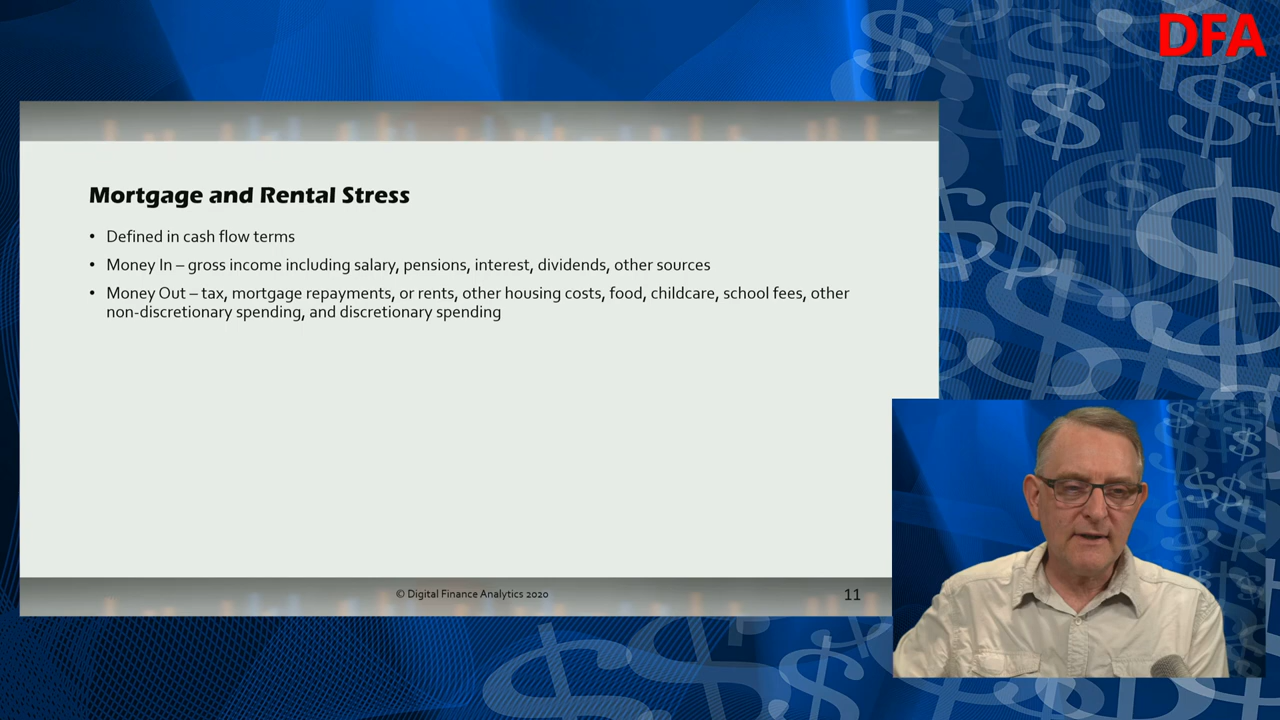 DFA
Mortgage and Rental Stress
• Defined in cash flow terms
• Money In – gross income including salary, pensions, interest, dividends, other sources
• Money Out – tax, mortgage repayments, or rents, other housing costs, food, childcare, school fees, other
non-discretionary spending, and discretionary spending
© Digital Finance Analytics 2020
11